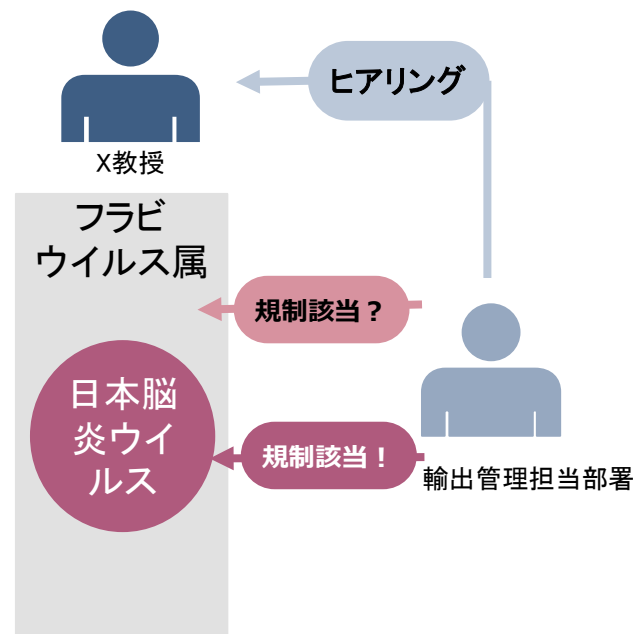 ヒアリング
X教授
フラビ
ウイルス属
規制該当？
日本脳
炎ウイ
ルス
規制該当！
輸出管理担当部署